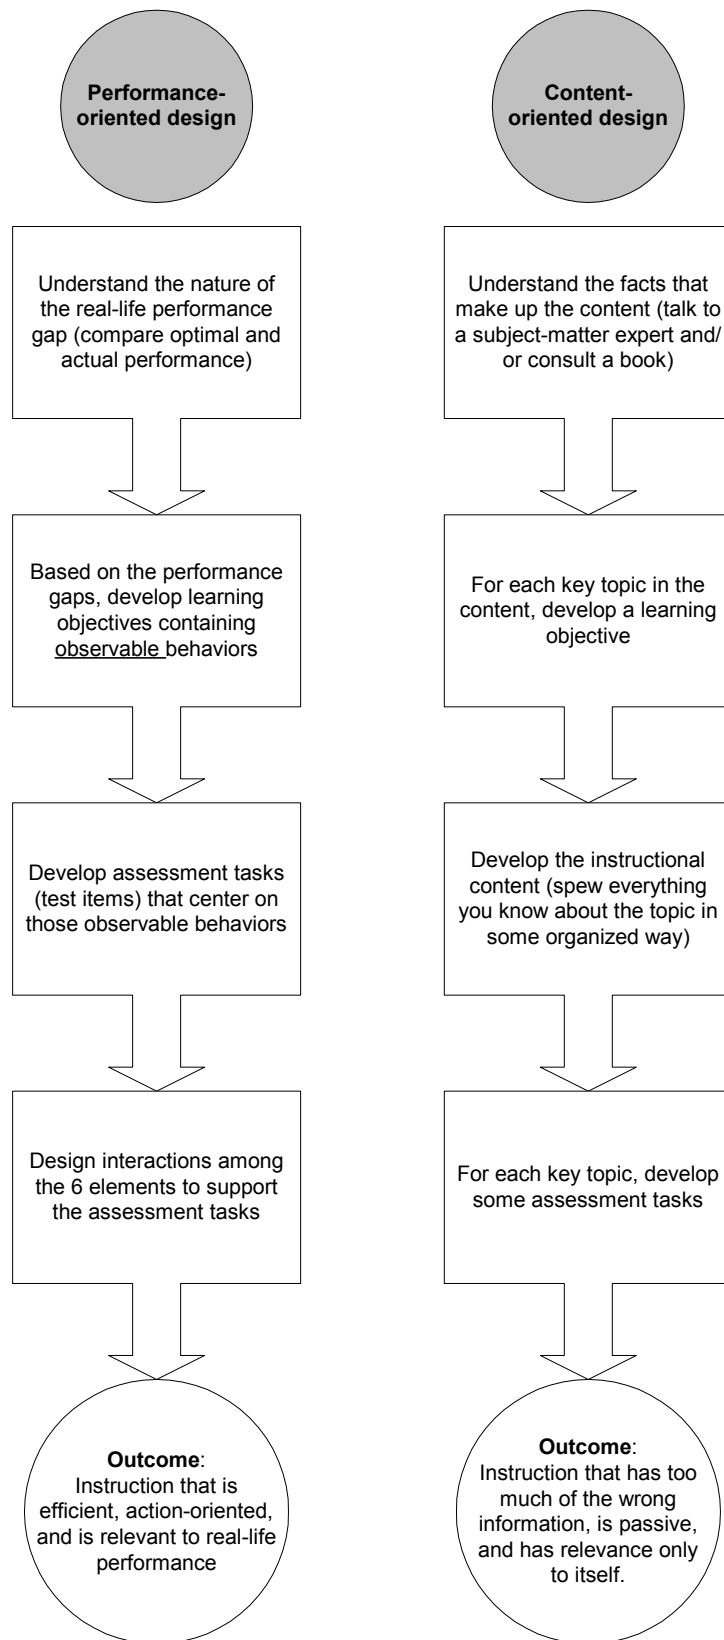 Performance-
oriented design
Content-
oriented design
Understand the nature of
the real-life performance
gap (compare optimal and
actual performance)
Understand the facts that
make up the content (talk to
a subject-matter expert and/
or consult a book)
Based on the performance
gaps, develop learning
objectives containing
observable behaviors
For each key topic in the
content, develop a learning
objective
Develop assessment tasks
(test items) that center on
those observable behaviors
Develop the instructional
content (spew everything
you know about the topic in
some organized way)
Design interactions among
the 6 elements to support
the assessment tasks
For each key topic, develop
some assessment tasks
Outcome:
Instruction that is
efficient, action-oriented,
and is relevant to real-life
performance
Outcome:
Instruction that has too
much of the wrong
information, is passive,
and has relevance only
to itself.